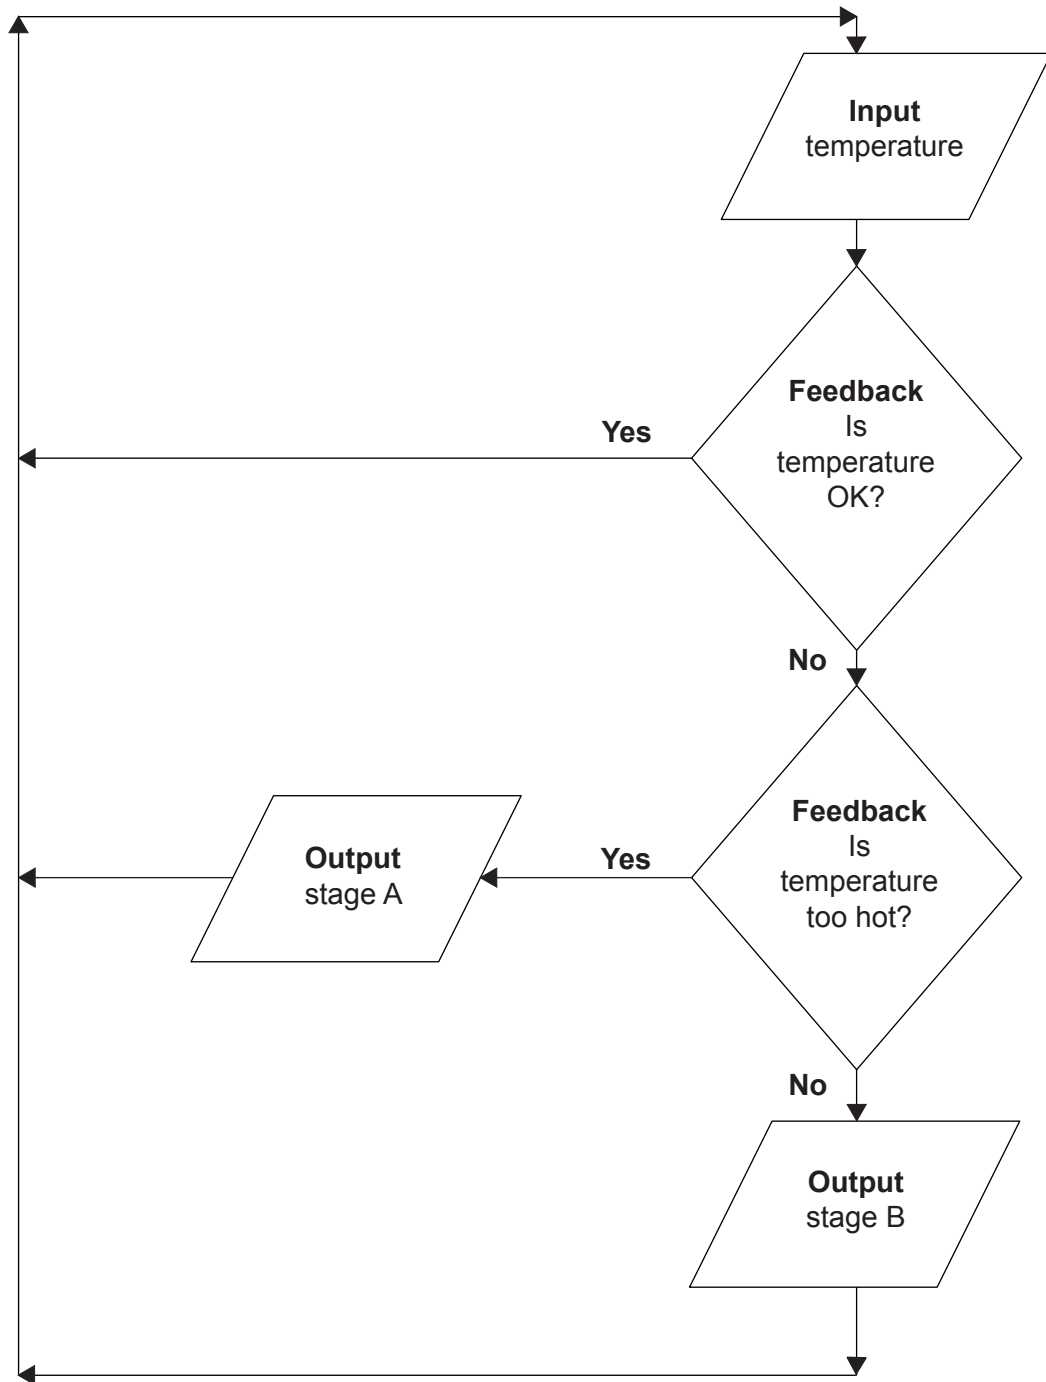 Input
temperature
Feedback
Is
temperature
OK?
Yes
No
Feedback
Is
temperature
too hot?
Yes
Output
stage A
No
Output
stage B